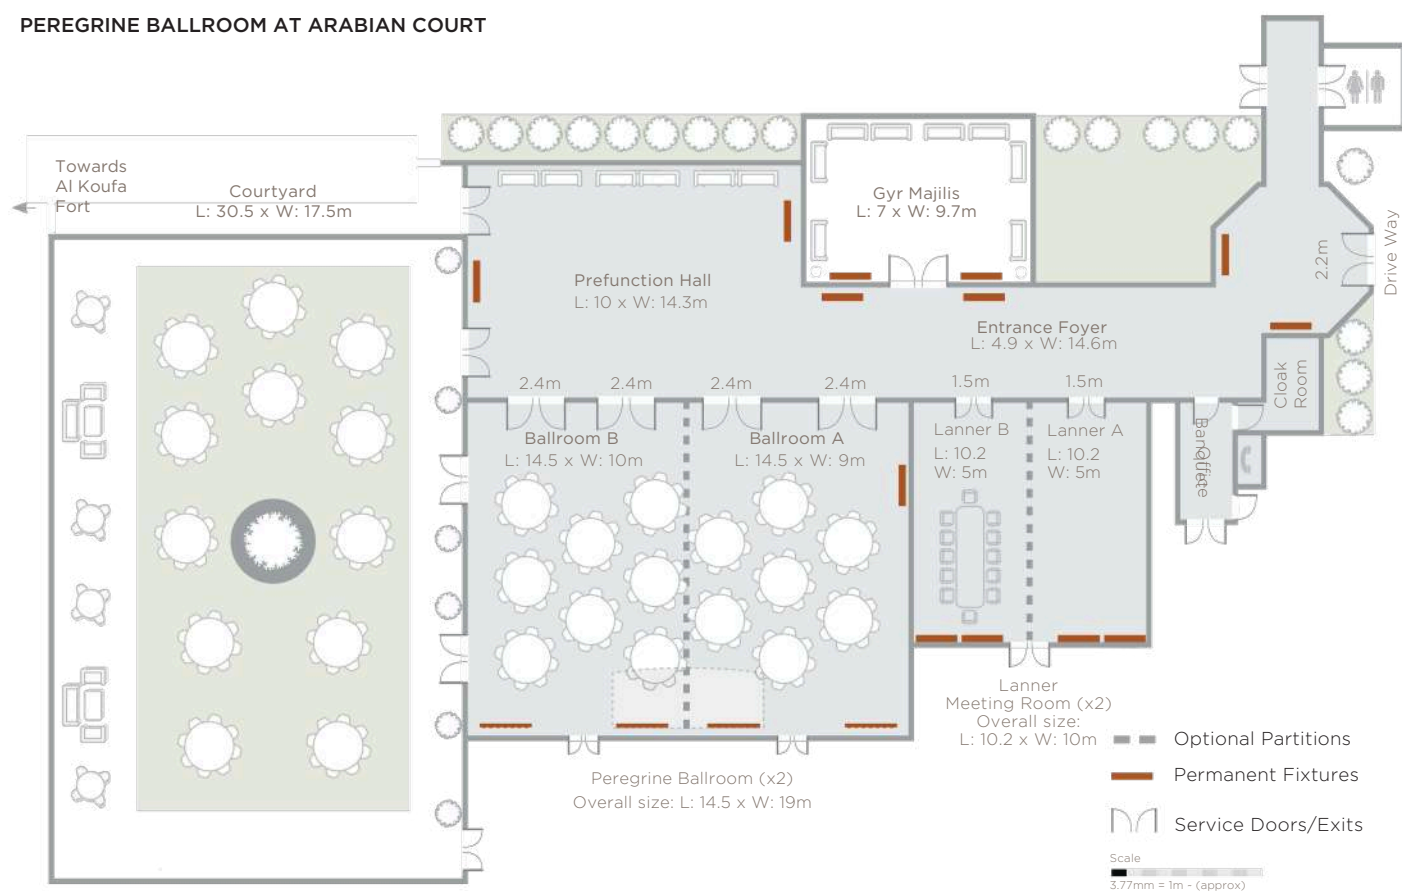 PEREGRINE BALLROOM AT ARABIAN COURT
Towards
Al Koufa
Fort
Courtyard
L: 30.5 x W: 17.5m
Gyr Majilis
L: 7 x W: 9.7m
Prefunction Hall
L: 10 x W: 14.3m
2.2m
Drive Way
Entrance Foyer
L: 4.9 x W: 14.6m
2.4m
2.4m
2.4m
2.4m
1.5m
1.5m
Cloak
Room
Ballroom B
L: 14.5 x W: 10m
Ballroom A
L: 14.5 x W: 9m
Lanner B
L: 10.2
W: 5m
Lanner A
L: 10.2
W: 5m
Banquet
Office
Lanner
Meeting Room (x2)
Overall size:
L: 10.2 x W: 10m
Peregrine Ballroom (x2)
Overall size: L: 14.5 x W: 19m
Optional Partitions
Permanent Fixtures
Service Doors/Exits
Scale
3.77mm = 1m - (approx)